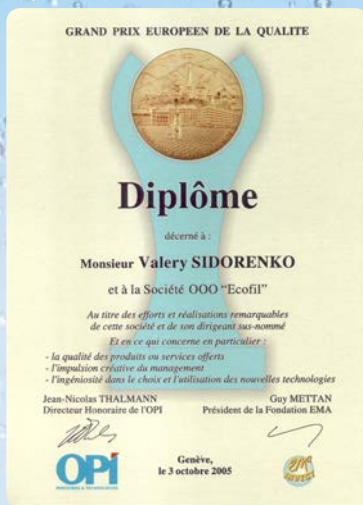 GRAND PRIX EUROPEEN DE LA QUALITE
Diplôme
décerné à :
Monsieur Valery SIDORENKO
et à la Société OOO "Ecofil"
Au titre des efforts et réalisations remarquables
de cette société et de son dirigeant sus-nommé
Et en ce qui concerne en particulier :
- la qualité des produits ou services offerts
- l'impulsion créative du management
- l'ingéniosité dans le choix et l'utilisation des nouvelles technologies
Jean-Nicolas THALMANN
Directeur Honoraire de l'OPI
Guy METTAN
Président de la Fondation EMA
OPI
Genève,
le 3 octobre 2005
INVEST